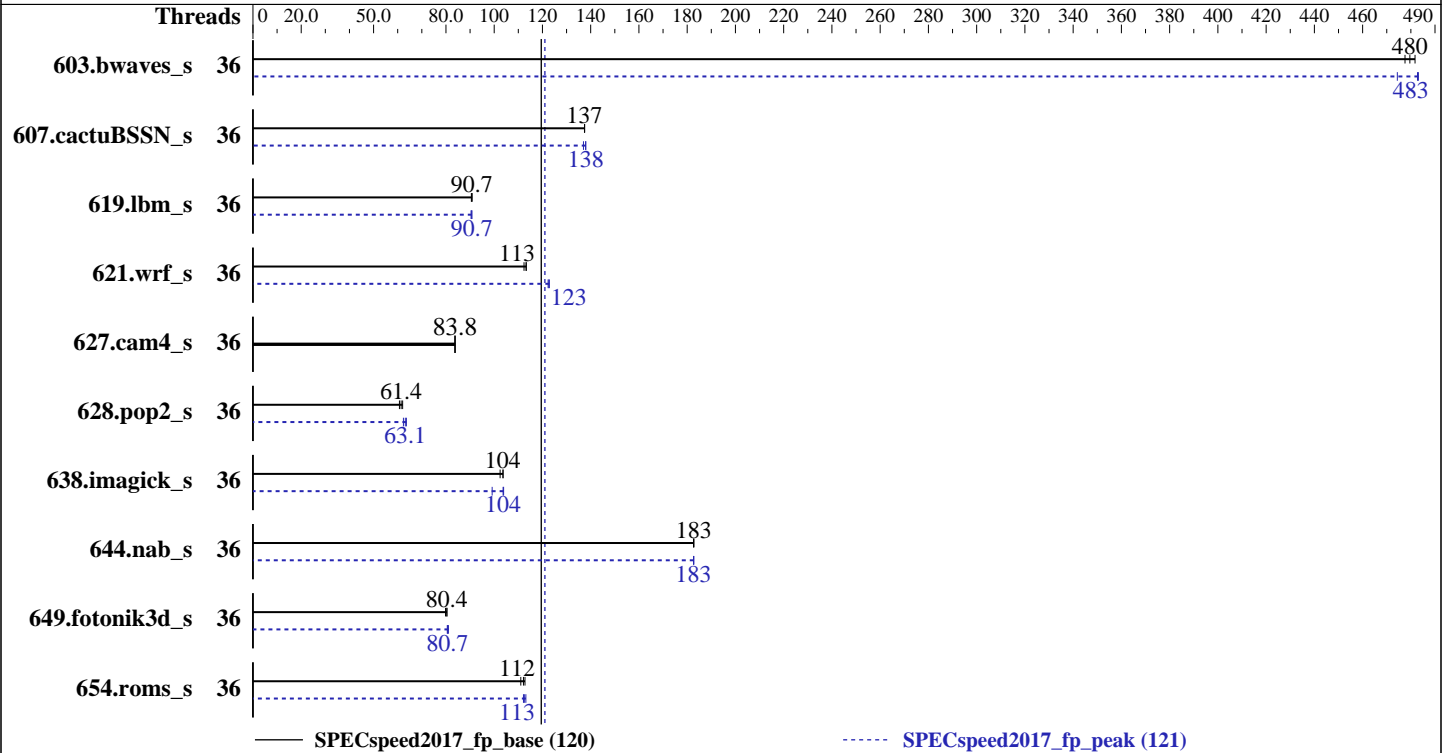 Threads 0 20.0 50.0 80.0 100 120 140 160 180 200 220 240 260 280 300 320 340 360 380 400 420 440 460 490
603.bwaves_s 36 480
483
607.cactuBSSN_s 36 137
138
619.lbm_s 36 90.7
90.7
621.wrf_s 36 113
123
627.cam4_s 36 83.8
628.pop2_s 36 61.4
63.1
638.imagick_s 36 104
104
644.nab_s 36 183
183
649.fotonik3d_s 36 80.4
80.7
654.roms_s 36 112
113
SPECspeed2017_fp_base (120) SPECspeed2017_fp_peak (121)